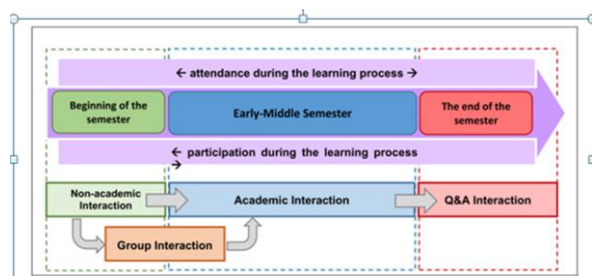 ← attendance during the learning process →
Beginning of the
semester
Early-Middle Semester
The end of the
semester
← participation during the learning process
→
Non-academic
Interaction
Academic Interaction
Q&A Interaction
Group Interaction